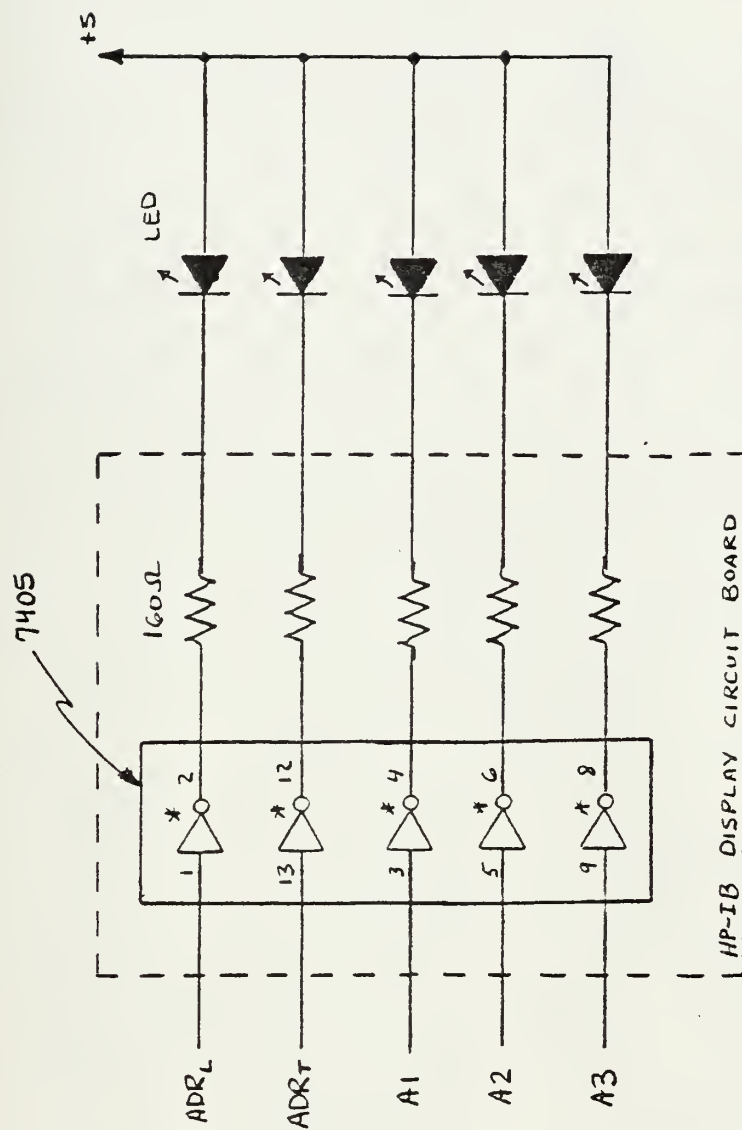 7405
+5
160Ω
LED
ADRL 1 * 2
ADRT 13 * 12
A1 3 * 4
A2 5 * 6
A3 9 * 8
HP-IB DISPLAY CIRCUIT BOARD